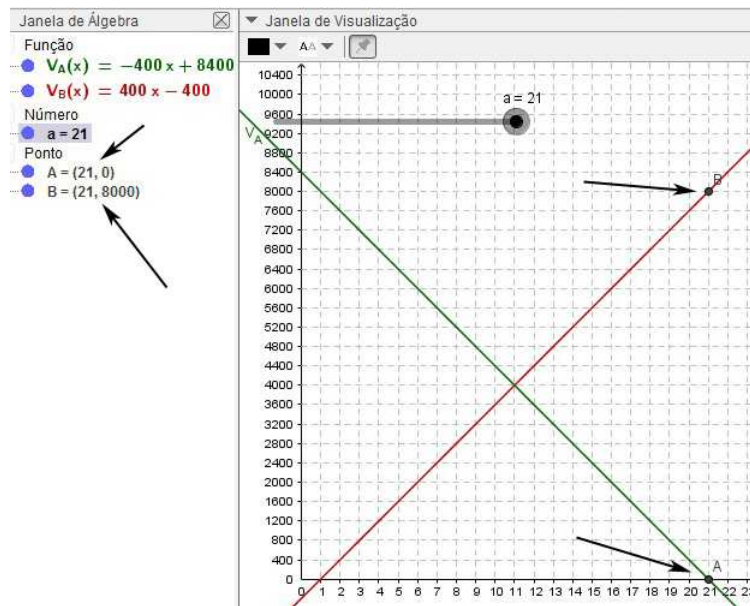 Janela de Álgebra
Função
V_A(x) = −400 x + 8400
V_B(x) = 400 x − 400
Número
a = 21
Ponto
A = (21, 0)
B = (21, 8000)
Janela de Visualização
AA
a = 21
V_A
B
A
10400
10000
9600
9200
8800
8400
8000
7600
7200
6800
6400
6000
5600
5200
4800
4400
4000
3600
3200
2800
2400
2000
1600
1200
800
400
0
0 1 2 3 4 5 6 7 8 9 10 11 12 13 14 15 16 17 18 19 20 21 22